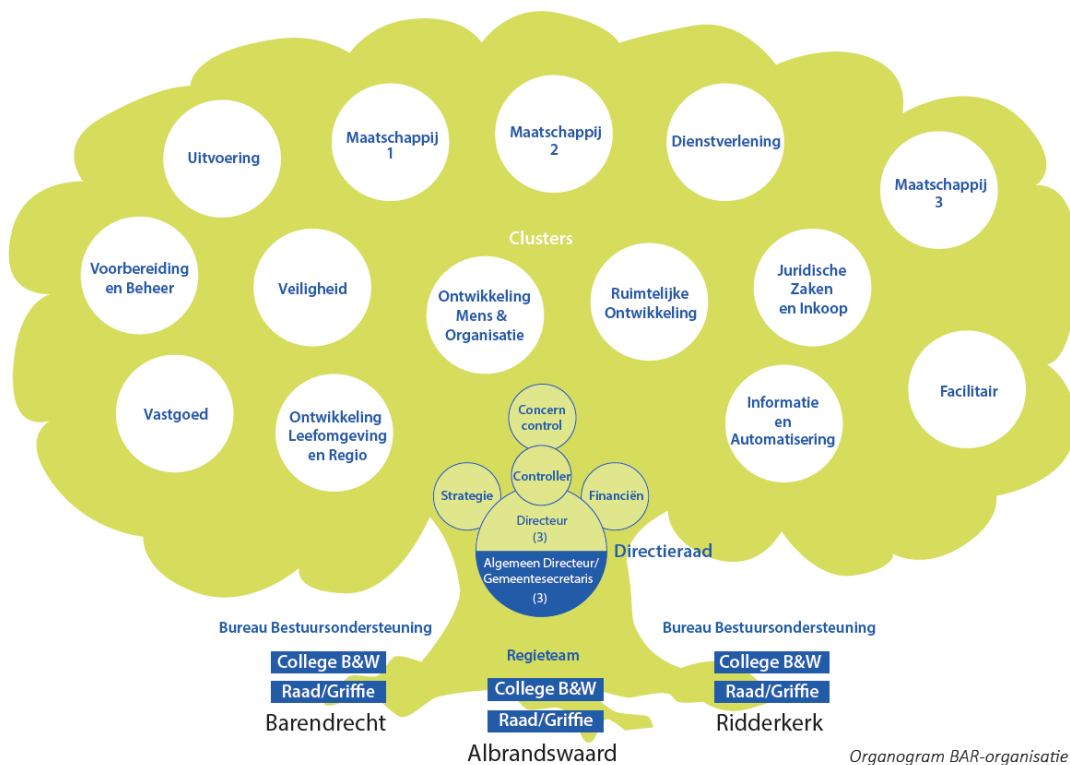 Uitvoering
Maatschappij
1
Maatschappij
2
Dienstverlening
Maatschappij
3
Clusters
Voorbereiding
en Beheer
Veiligheid
Ontwikkeling
Mens &
Organisatie
Ruimtelijke
Ontwikkeling
Juridische
Zaken
en Inkoop
Vastgoed
Ontwikkeling
Leefomgeving
en Regio
Informatie
en
Automatisering
Facilitair
Concern
control
Controller
Strategie
Financiën
Directeur
(3)
Directieraad
Algemeen Directeur/
Gemeentesecretaris
(3)
Bureau Bestuursondersteuning
College B&W
Raad/Griffie
Barendrecht
Regieteam
College B&W
Raad/Griffie
Albrandswaard
Bureau Bestuursondersteuning
College B&W
Raad/Griffie
Ridderkerk
Organogram BAR-organisatie